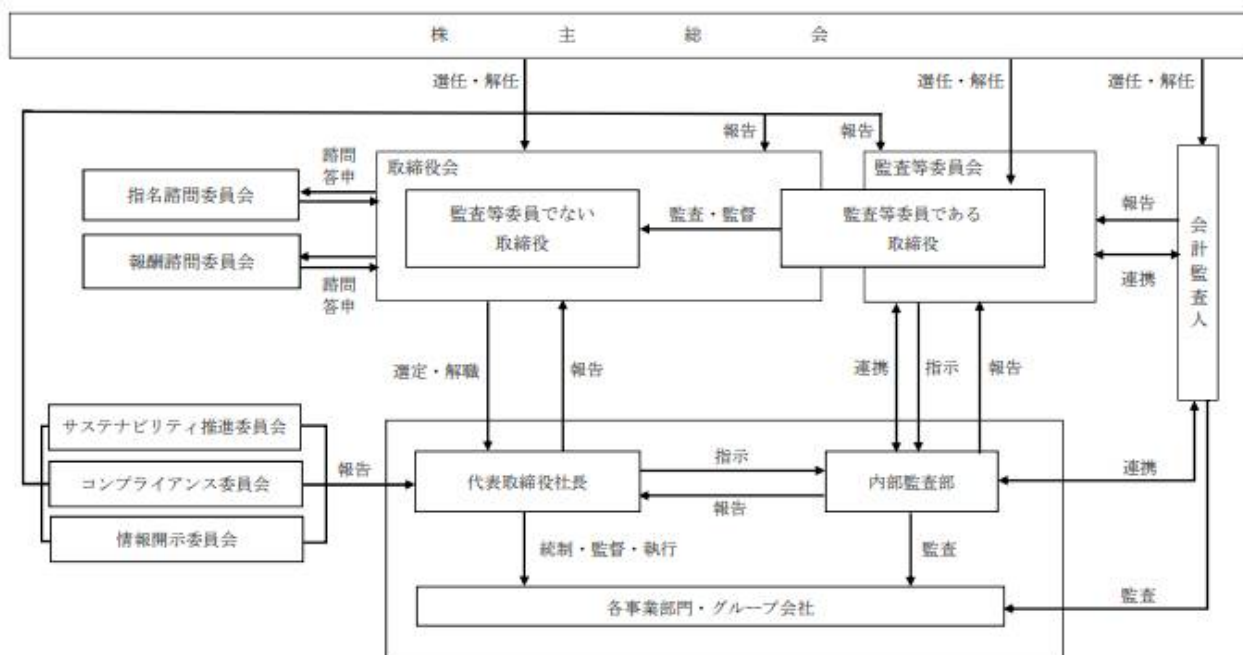 株主総会
選任・解任
選任・解任
選任・解任
報告
報告
諮問
答申
取締役会
監査等委員会
指名諮問委員会
監査等委員でない
取締役
監査・監督
監査等委員である
取締役
報告
報酬諮問委員会
諮問
答申
連携
会計監査人
選定・解職
報告
連携
指示
報告
サステナビリティ推進委員会
コンプライアンス委員会
情報開示委員会
報告
代表取締役社長
指示
報告
内部監査部
連携
統制・監督・執行
監査
各事業部門・グループ会社
監査